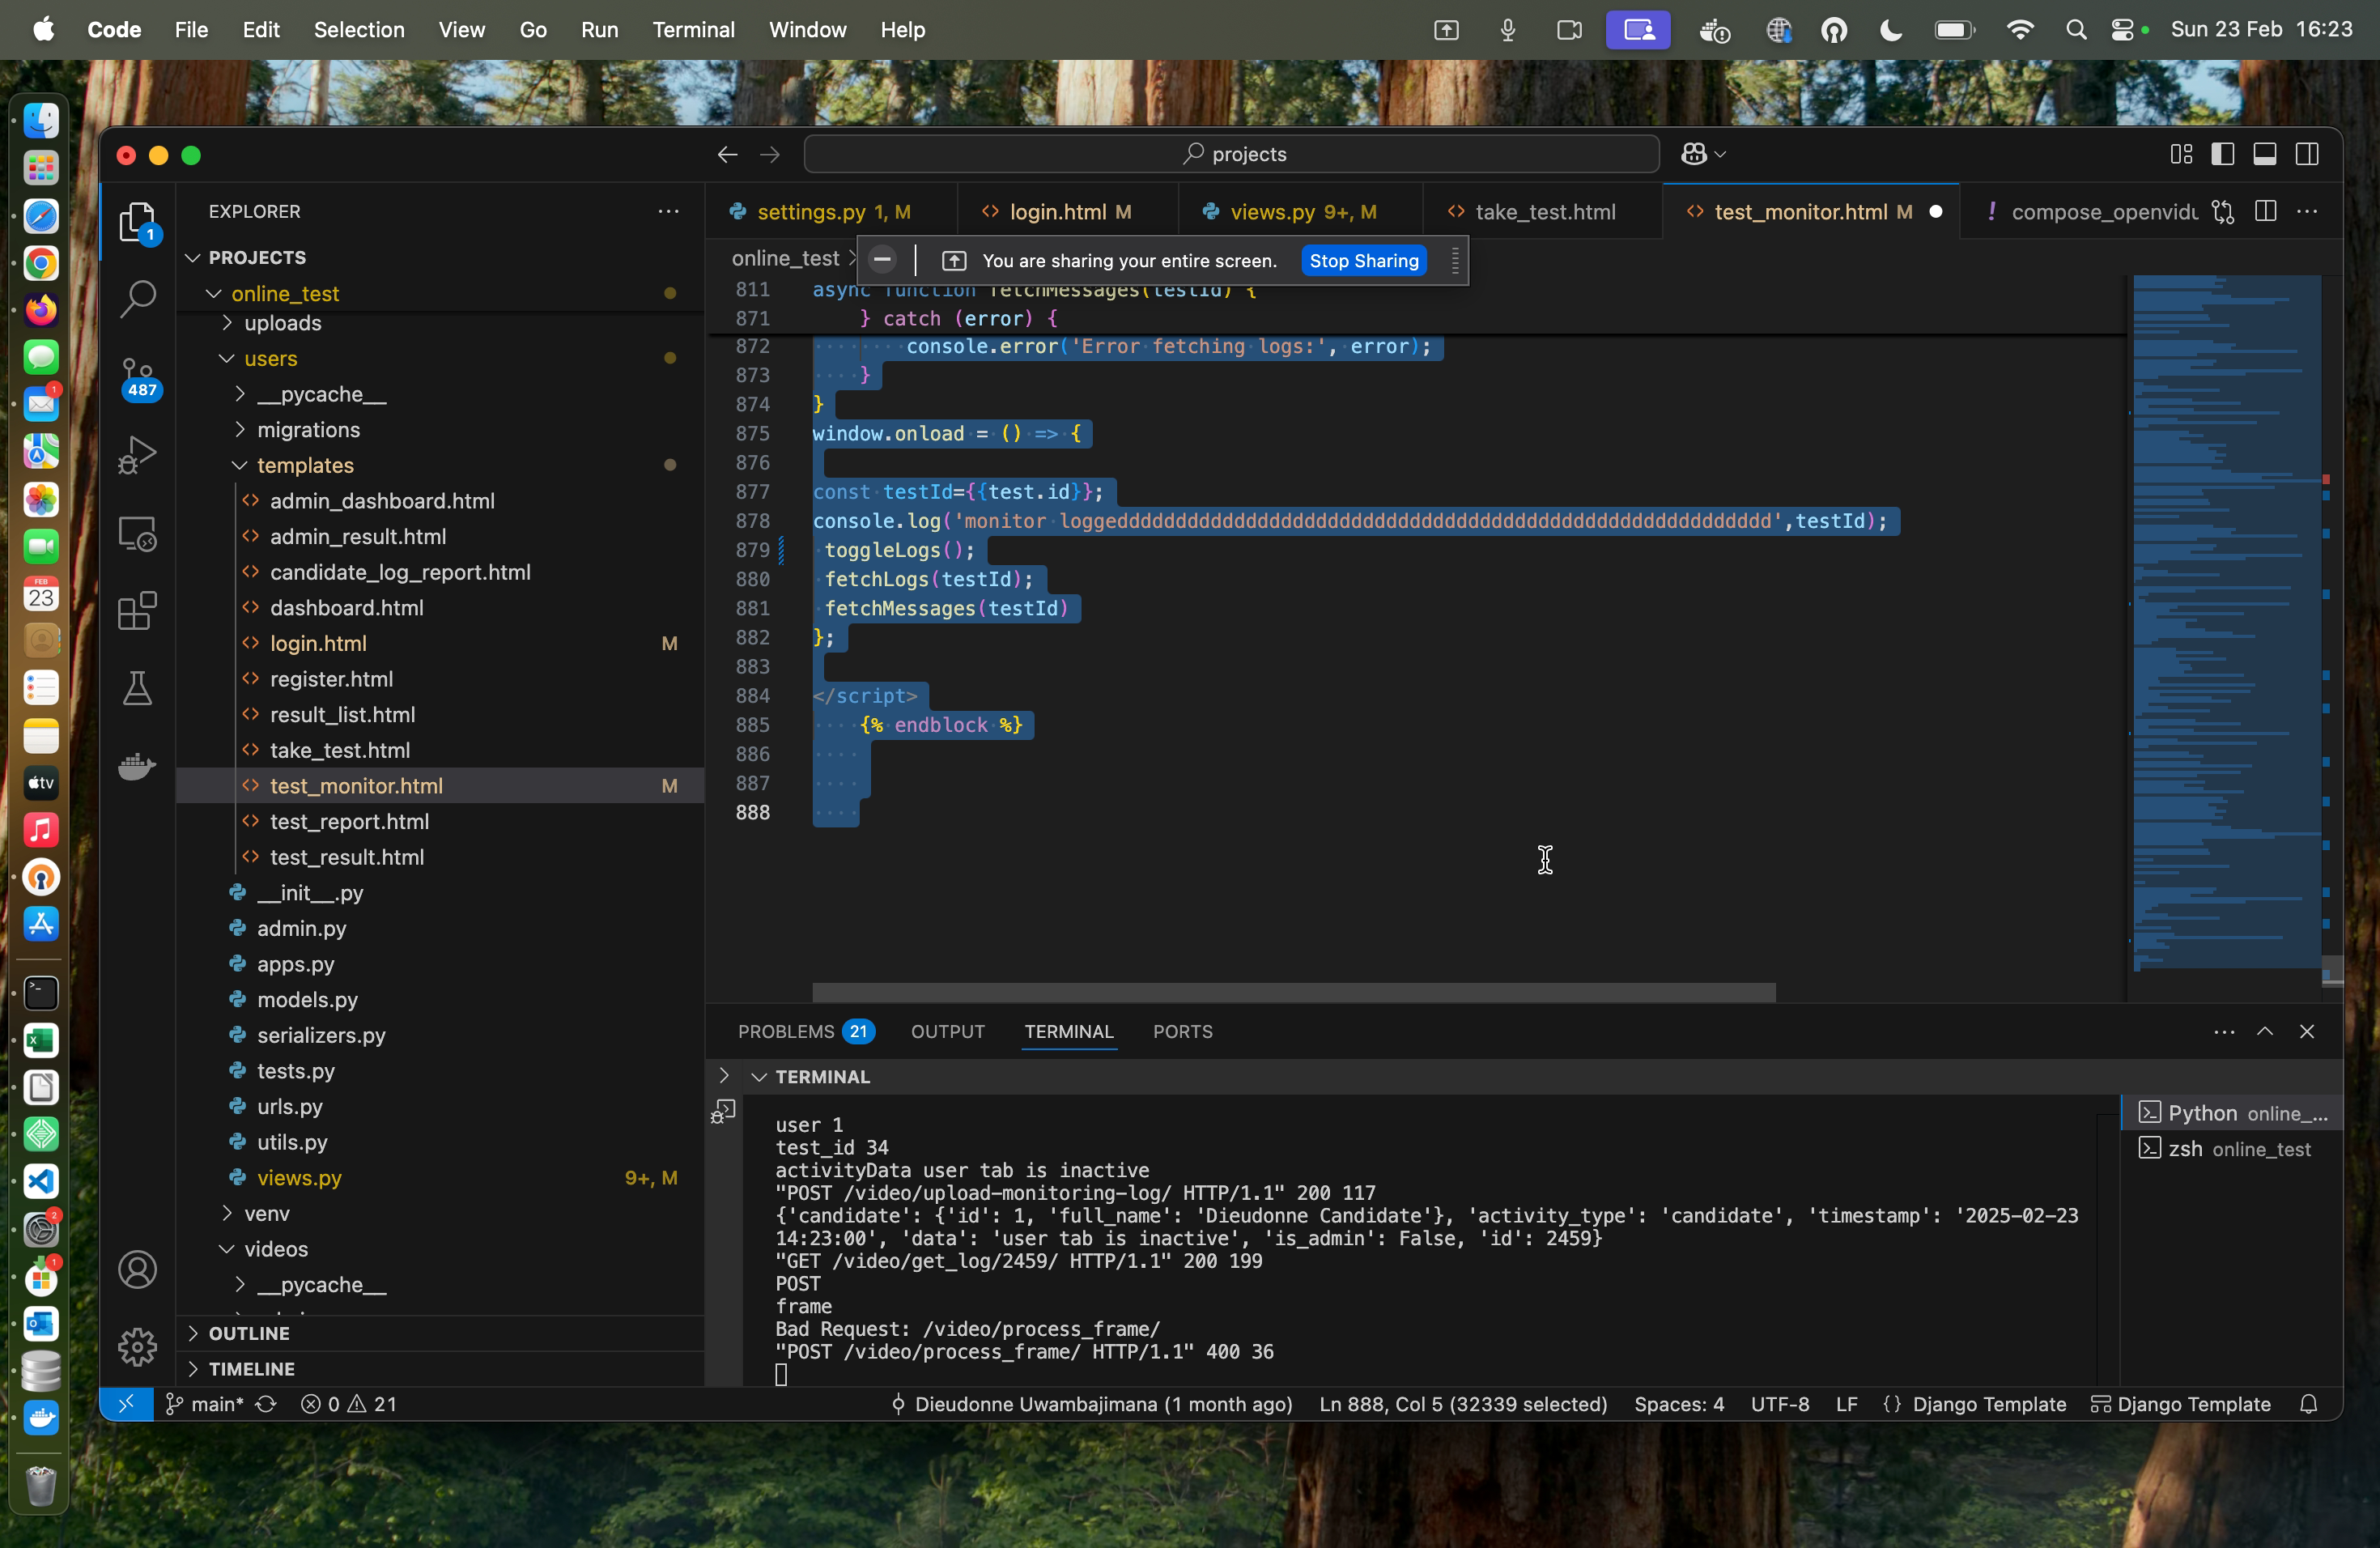 Code File Edit Selection View Go Run Terminal Window Help Sun 23 Feb 16:23
projects
EXPLORER
settings.py 1, M
login.html M
views.py 9+, M
take_test.html
test_monitor.html M
compose_openvidu
PROJECTS
online_test
You are sharing your entire screen. Stop Sharing
online_test
uploads
users
__pycache__
migrations
templates
admin_dashboard.html
admin_result.html
candidate_log_report.html
dashboard.html
login.html M
register.html
result_list.html
take_test.html
test_monitor.html M
test_report.html
test_result.html
__init__.py
admin.py
apps.py
models.py
serializers.py
tests.py
urls.py
utils.py
views.py 9+, M
venv
videos
__pycache__
OUTLINE
TIMELINE
1
487
811 async function fetchMessages(testId) {
871 } catch (error) {
872 console.error('Error fetching logs:', error);
873 }
874 }
875 window.onload = () => {
876
877 const testId={{test.id}};
878 console.log('monitor loggedddddddddddddddddddddddddddddddddddddddddddddddddddddddd',testId);
879 toggleLogs();
880 fetchLogs(testId);
881 fetchMessages(testId)
882 };
883
884 </script>
885 {% endblock %}
886
887
888
PROBLEMS 21 OUTPUT TERMINAL PORTS
TERMINAL
user 1
test_id 34
activityData user tab is inactive
"POST /video/upload-monitoring-log/ HTTP/1.1" 200 117
{'candidate': {'id': 1, 'full_name': 'Dieudonne Candidate'}, 'activity_type': 'candidate', 'timestamp': '2025-02-23
14:23:00', 'data': 'user tab is inactive', 'is_admin': False, 'id': 2459}
"GET /video/get_log/2459/ HTTP/1.1" 200 199
POST
frame
Bad Request: /video/process_frame/
"POST /video/process_frame/ HTTP/1.1" 400 36
Python online_...
zsh online_test
main* 0 21 Dieudonne Uwambajimana (1 month ago) Ln 888, Col 5 (32339 selected) Spaces: 4 UTF-8 LF {} Django Template Django Template
FEB
23
tv
1
2
1